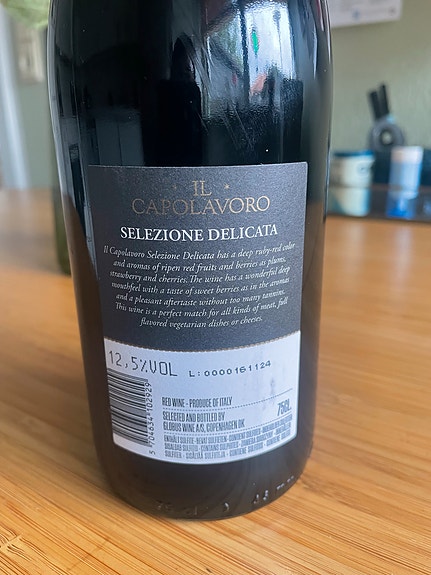 IL
CAPOLAVORO
SELEZIONE DELICATA
Il Capolavoro Selezione Delicata has a deep ruby-red color
and aromas of ripen red fruits and berries as plums,
strawberry and cherries. The wine has a wonderful deep
mouthfeel with a taste of sweet berries as in the aromas
and a pleasant aftertaste without too many tannins.
This wine is a perfect match for all kinds of meat, full
flavored vegetarian dishes or cheeses.
12,5%VOL L:0000161124
RED WINE - PRODUCE OF ITALY
SELECTED AND BOTTLED BY
GLOBUS WINE A/S, COPENHAGEN DK
75CL
5 704634 102929